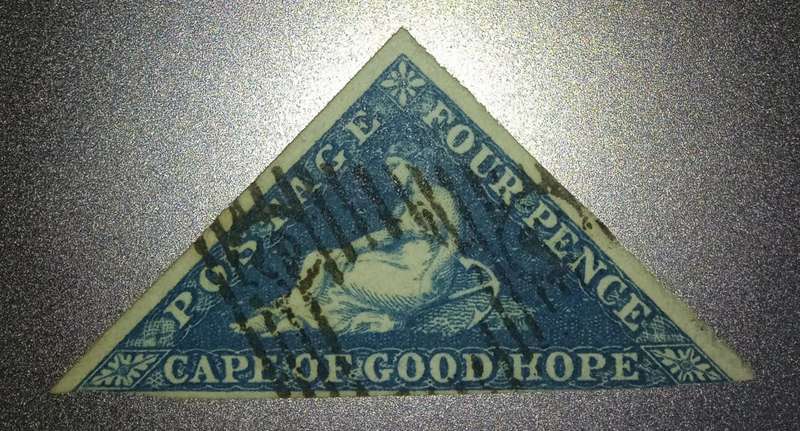 POSTAGE
FOUR PENCE
CAPE OF GOOD HOPE